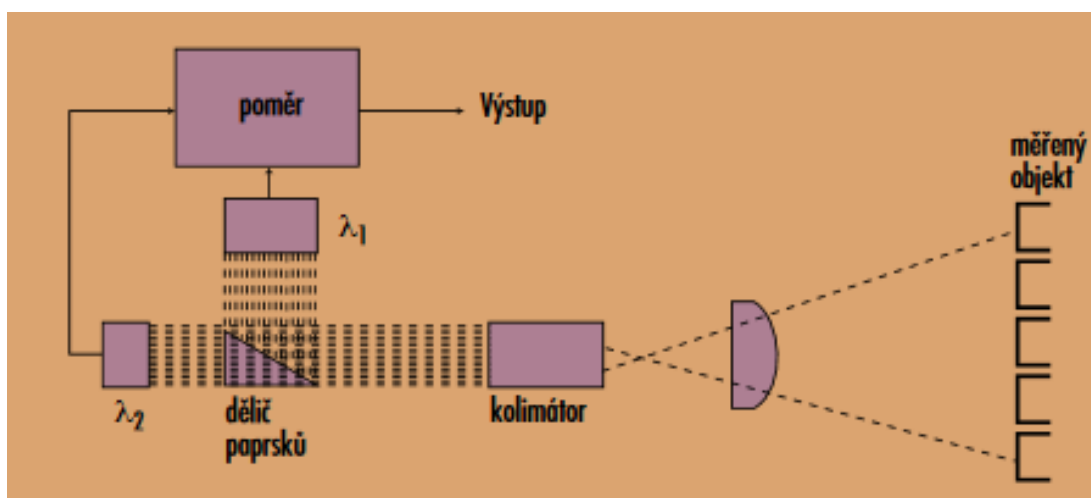 poměr
Výstup
měřený
objekt
λ1
λ2
dělič
paprsků
kolimátor